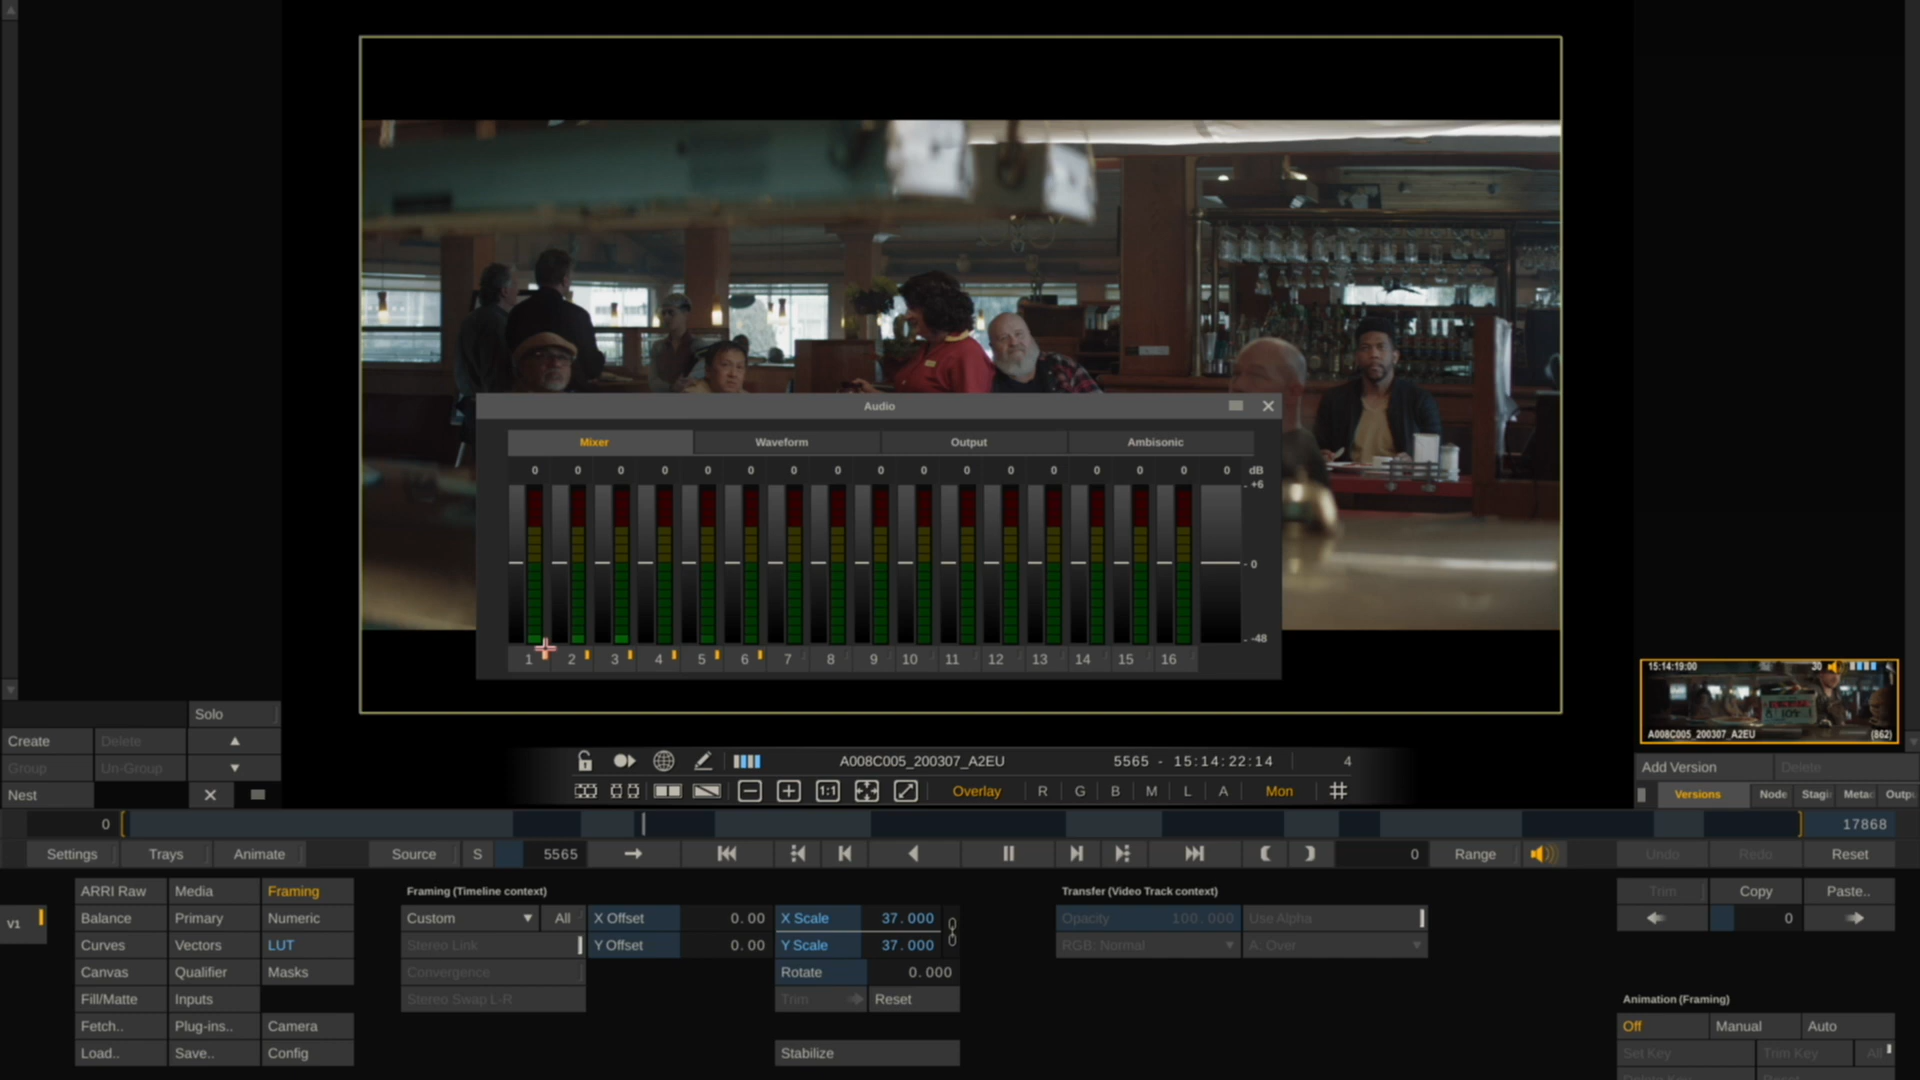 Audio
Mixer Waveform Output Ambisonic
0 0 0 0 0 0 0 0 0 0 0 0 0 0 0 0 0 dB
+6
0
-48
1 2 3 4 5 6 7 8 9 10 11 12 13 14 15 16
15:14:19:00 30
A008C005_200307_A2EU (862)
Solo
Create Delete
Group Un-Group
Nest
A008C005_200307_A2EU 5565 - 15:14:22:14 4
1:1 Overlay R G B M L A Mon
Add Version Delete
Versions Node Stagi Meta Outp
0 17868
Settings Trays Animate Source S 5565 0 Range Undo Redo Reset
V1
ARRI Raw Media Framing
Balance Primary Numeric
Curves Vectors LUT
Canvas Qualifier Masks
Fill/Matte Inputs
Fetch.. Plug-ins.. Camera
Load.. Save.. Config
Framing (Timeline context)
Custom All X Offset 0.00 X Scale 37.000
Stereo Link Y Offset 0.00 Y Scale 37.000
Convergence Rotate 0.000
Stereo Swap L-R Trim Reset
Stabilize
Transfer (Video Track context)
Opacity 100.000 Use Alpha
RGB: Normal A: Over
Trim Copy Paste..
0
Animation (Framing)
Off Manual Auto
Set Key Trim Key All